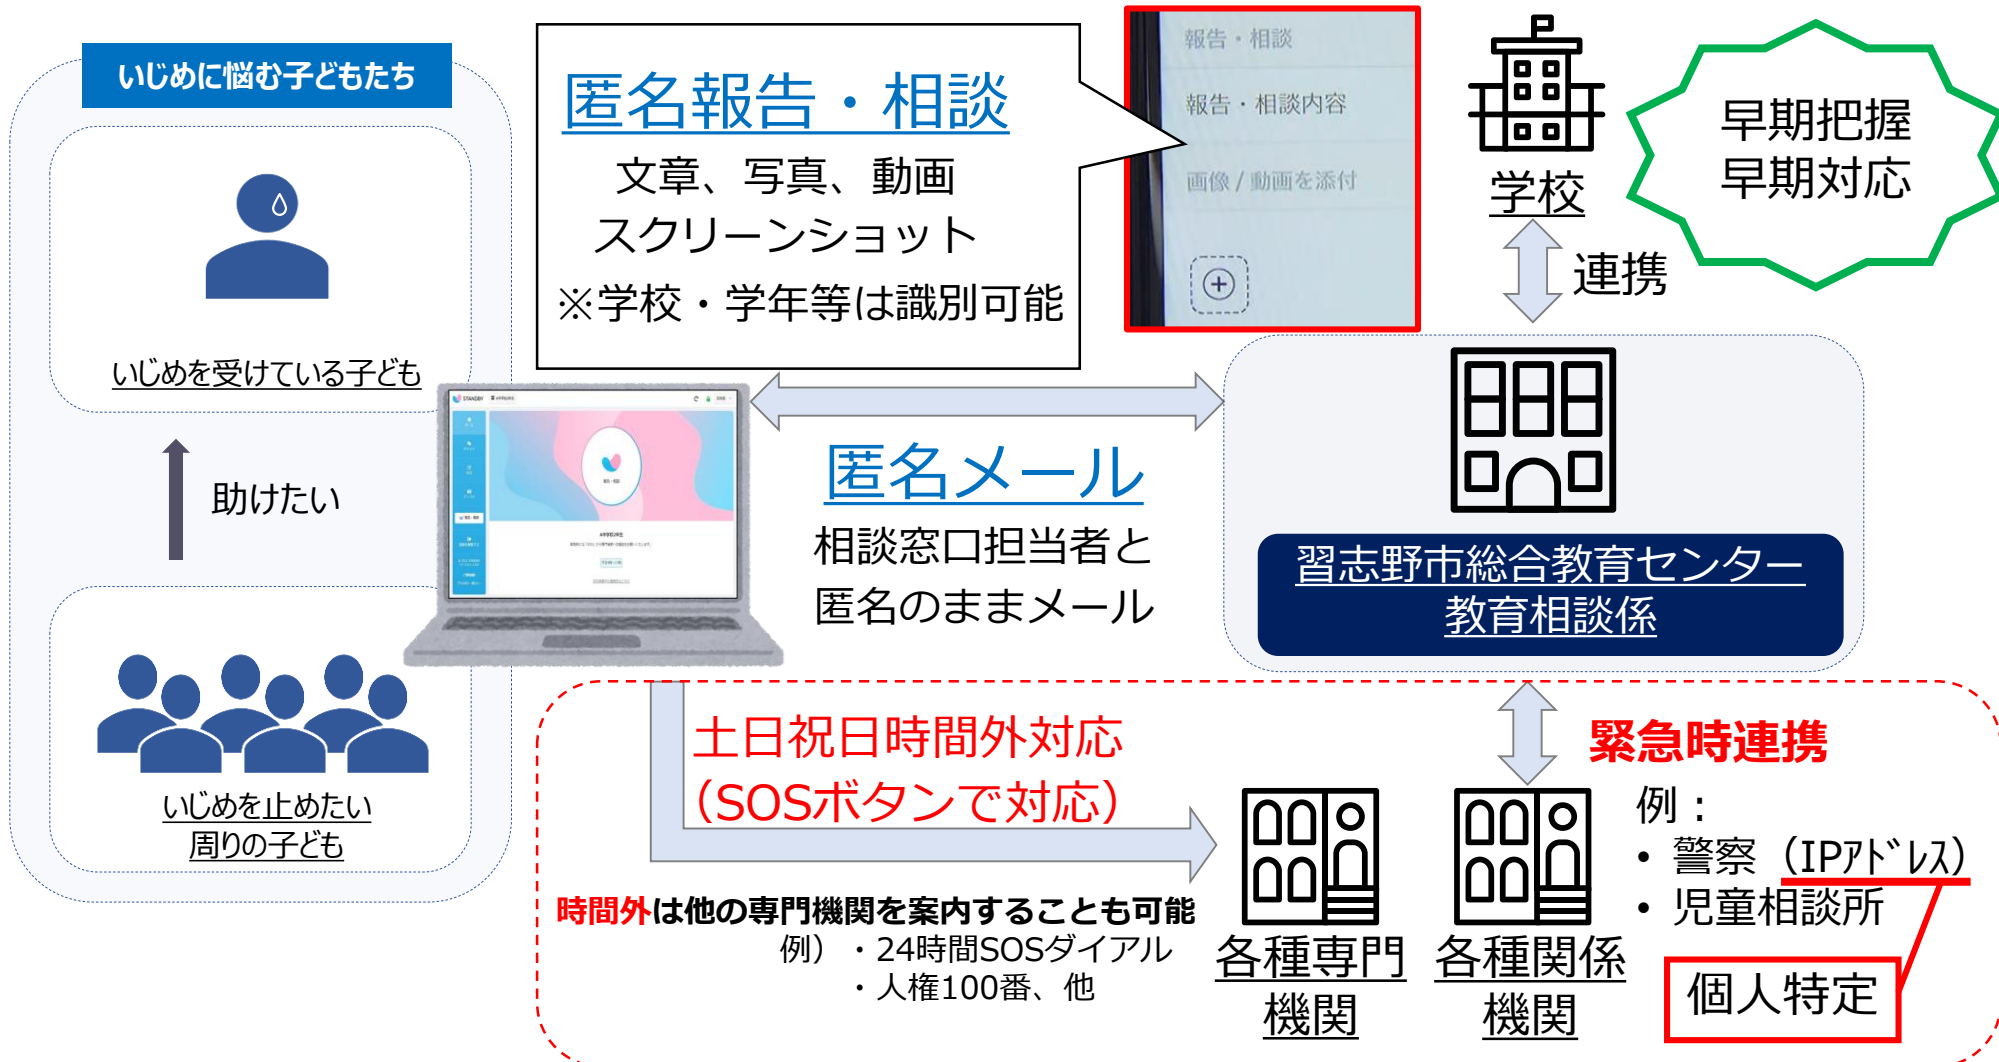 いじめに悩む子どもたち
いじめを受けている子ども
助けたい
いじめを止めたい
周りの子ども
匿名報告・相談
文章、写真、動画
スクリーンショット
※学校・学年等は識別可能
報告・相談
報告・相談内容
画像 / 動画を添付
学校
早期把握
早期対応
連携
STANDBY
匿名メール
相談窓口担当者と
匿名のままメール
習志野市総合教育センター
教育相談係
土日祝日時間外対応
（SOSボタンで対応）
時間外は他の専門機関を案内することも可能
例）・24時間SOSダイアル
・人権100番、他
各種専門
機関
各種関係
機関
緊急時連携
例：
・警察（IPｱﾄﾞﾚｽ）
・児童相談所
個人特定